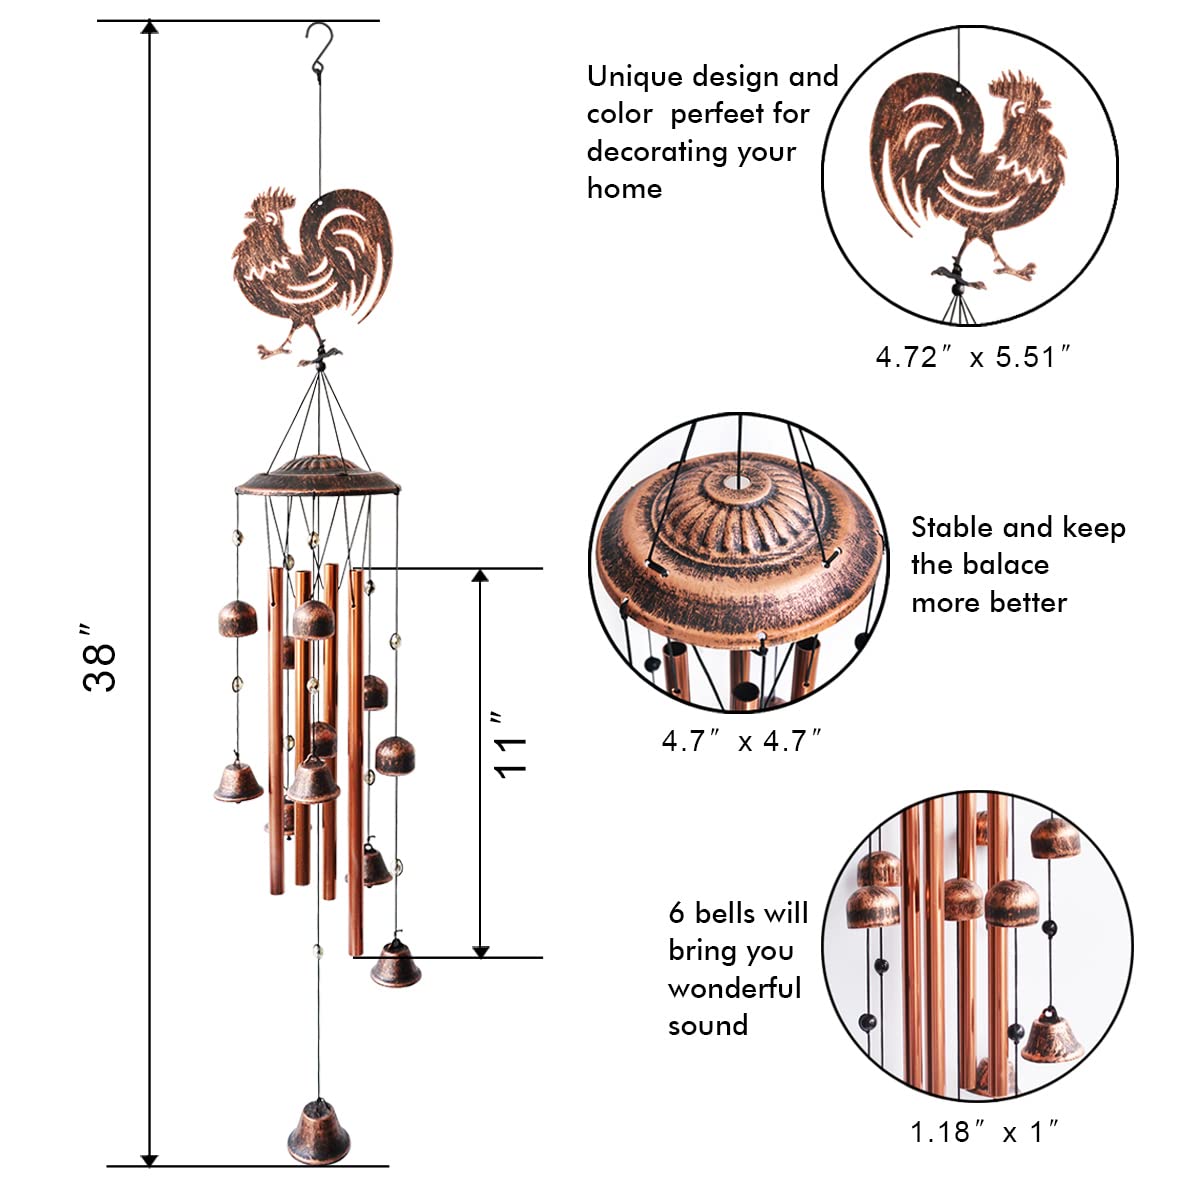 Unique design and
color perfeet for
decorating your
home
4.72" x 5.51"
38"
11"
Stable and keep
the balace
more better
4.7" x 4.7"
6 bells will
bring you
wonderful
sound
1.18" x 1"